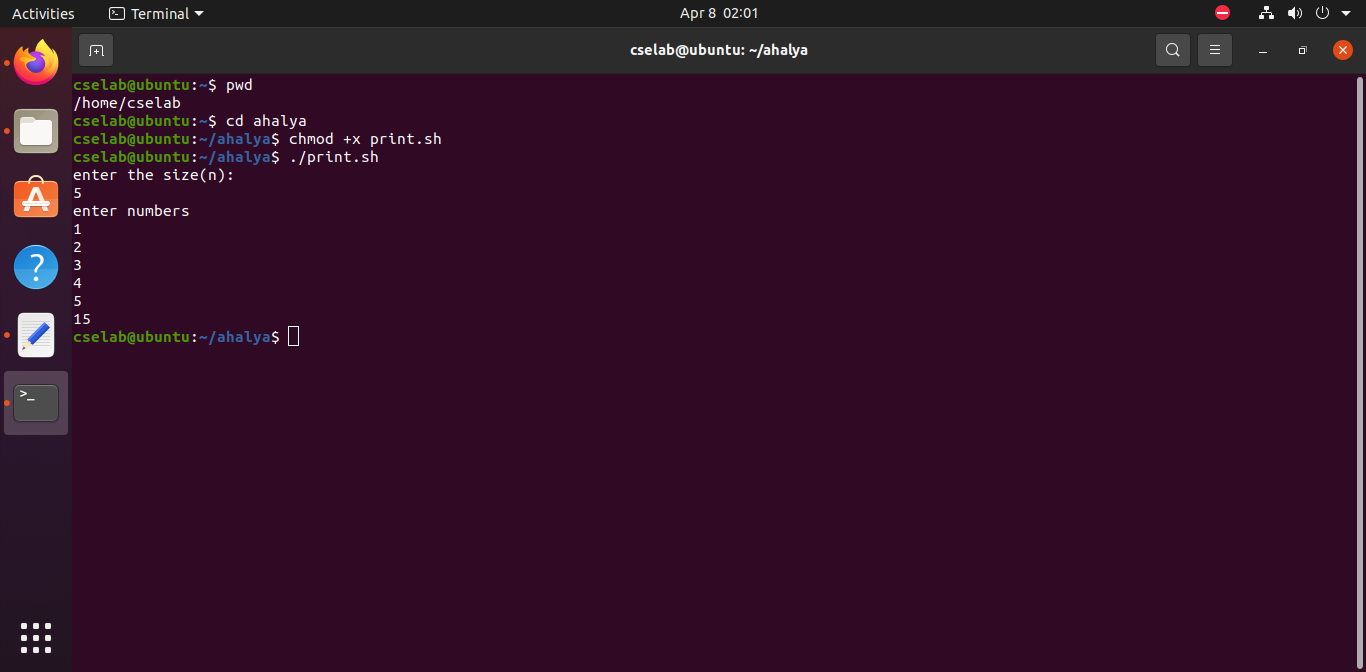 Activities
Terminal
Apr 8 02:01
cselab@ubuntu: ~/ahalya
cselab@ubuntu:~$ pwd
/home/cselab
cselab@ubuntu:~$ cd ahalya
cselab@ubuntu:~/ahalya$ chmod +x print.sh
cselab@ubuntu:~/ahalya$ ./print.sh
enter the size(n):
5
enter numbers
1
2
3
4
5
15
cselab@ubuntu:~/ahalya$